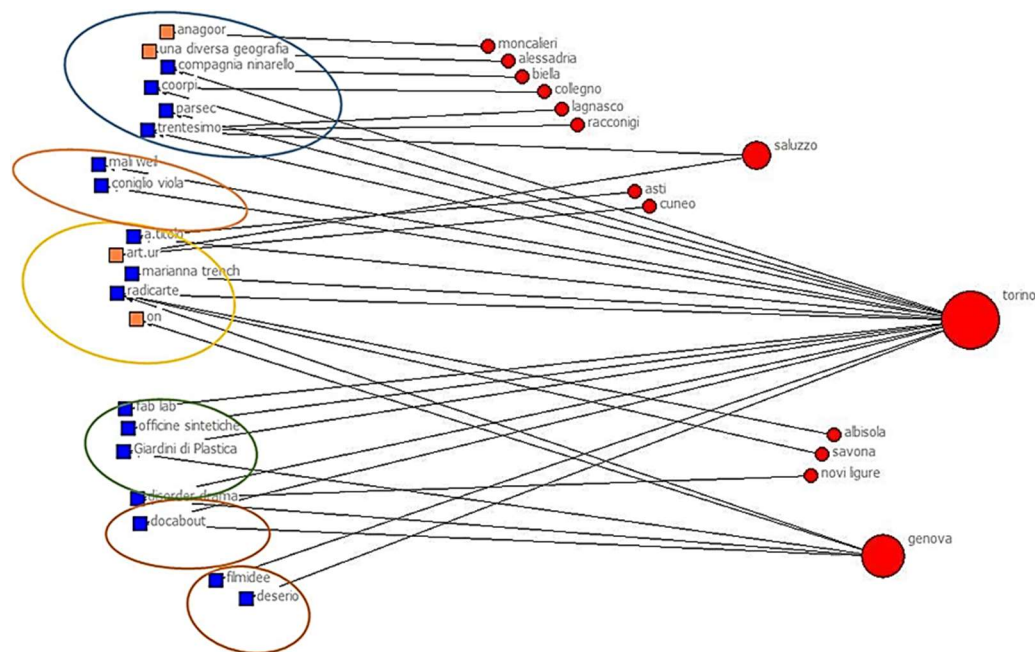 anagoor
una diversa geografia
compagnia ninarello
coorpi
parsec
trentesimo
mali weil
coniglio viola
a.titolo
art.ur
marianna trench
radicarte
on
fab lab
officine sintetiche
Giardini di Plastica
disorder drama
docabout
filmidee
deserio
moncalieri
alessadria
biella
collegno
lagnasco
racconigi
saluzzo
asti
cuneo
torino
albisola
savona
novi ligure
genova